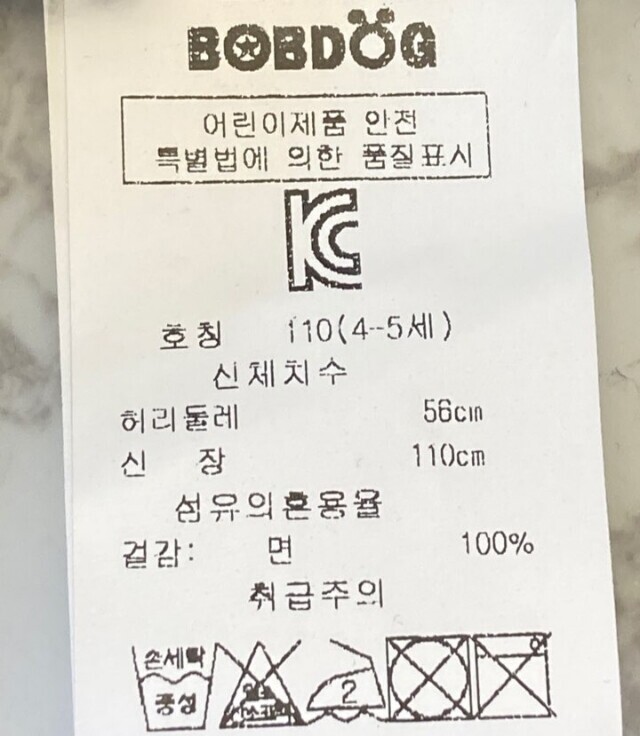 BOBDOG
어린이제품 안전
특별법에 의한 품질표시
KC
호칭 110(4-5세)
신체치수
허리둘레 56cm
신 장 110cm
섬유의혼용율
겉감: 면 100%
취급주의
손세탁
중성
2